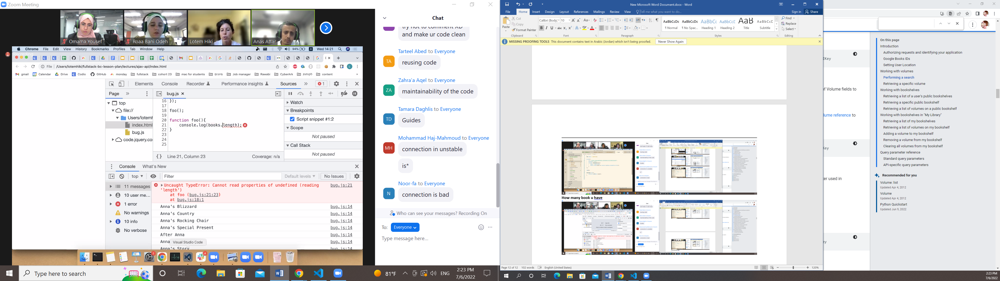 Zoom Meeting
Omama Yousef
Roaa Bani Odeh
Lotem Hiki
Anas Attar
Chrome File Edit View History Bookmarks Profiles Tab Window Help
94% Wed 14:21
File /Users/lotemhiki/fullstack-bc-lesson-plan/lectures/ajax-api/index.html
gmail Calendar Drive Codio GitHub monday fullstack cohort 23 mac for students מיונים Job manager Rawabi CyberArk לקוחות content
Elements Console Recorder Performance insights Sources 1
Page
bug.js
top
file://
Users/lotemh
index.html
bug.js
code.jquery.co
16 });
17
18 foo();
19
20 function foo(){
21 console.log(books.length);
22 }
23
24
25
{} Line 21, Column 23 Coverage: n/a
Watch
Breakpoints
Script snippet #1:2
Scope
Not paused
Call Stack
Not paused
Console What's New
top Filter Default levels No Issues
11 messages
10 user me...
1 error
No warnings
10 info
No verbose
Uncaught TypeError: Cannot read properties of undefined (reading bug.js:21
'length')
at foo (bug.js:21:23)
at bug.js:18:1
Anna's Blizzard bug.js:14
Anna's Country bug.js:14
Anna's Rocking Chair bug.js:14
Anna's Special Present bug.js:14
After Anna bug.js:14
Anna bug.js:14
Visual Studio Code
Anna's Story bug.js:14
Chat
try not to comment XD
and make ur code clean
Tarteel Abed to Everyone
TA
reusing code
Zahra'a Aqel to Everyone
ZA
maintainability of the code
Tamara Daghlis to Everyone
TD
Guides
Mohammad Haj-Mahmoud to Everyone
MH
connection in unstable
is*
Noor-fa to Everyone
N
connection is bad
Who can see your messages? Recording On
To: Everyone
Type message here...
Type here to search
81°F ENG
2:23 PM
7/6/2022
New Microsoft Word Document.docx - Word
File Home Insert Design Layout References Mailings Review View Tell me what you want to do... Sign in Share
Paste
Cut
Copy
Format Painter
Clipboard
Calibri (Body) 10
Font
Paragraph
AaBbCcDc AaBbCcDc AaBbCc AaBbCcD AaB AaBbCcD
¶ Normal ¶ No Spac... Heading 1 Heading 2 Title Subtitle
Styles
Find
Replace
Select
Editing
MISSING PROOFING TOOLS This document contains text in Arabic (Jordan) which isn't being proofed. Never Show Again
How many book u have
Page 12 of 12 102 words English (United States) 120%
of Volume fields to
lume reference to
ter used in
On this page
Introduction
Authorizing requests and identifying your application
Google Books IDs
Setting User Location
Working with volumes
Performing a search
Retrieving a specific volume
Working with bookshelves
Retrieving a list of a user's public bookshelves
Retrieving a specific public bookshelf
Retrieving a list of volumes on a public bookshelf
Working with bookshelves in "My Library"
Retrieving a list of my bookshelves
Retrieving a list of volumes on my bookshelf
Adding a volume to my bookshelf
Removing a volume from my bookshelf
Clearing all volumes from my bookshelf
Query parameter reference
Standard query parameters
API-specific query parameters
Recommended for you
Volume: list
Updated Apr 4, 2012
Volume
Updated Apr 4, 2012
Python Quickstart
Updated Jun 9, 2022
2:23 PM
7/6/2022